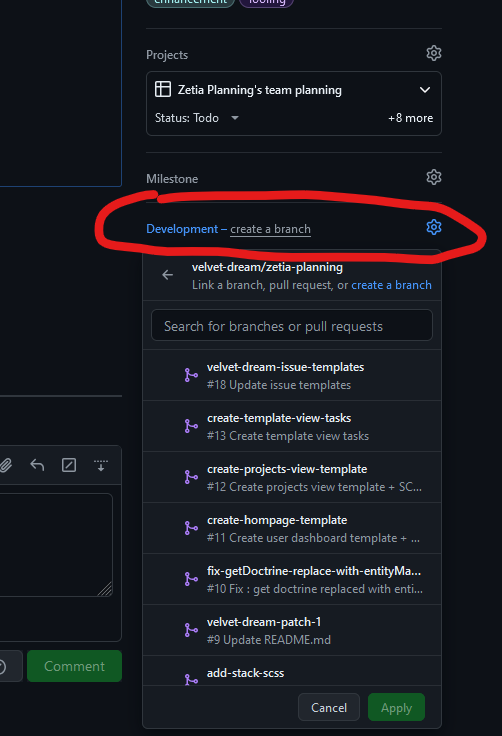 enhancement Tooling
Projects
Zetia Planning's team planning
Status: Todo +8 more
Milestone
Development – create a branch
velvet-dream/zetia-planning
Link a branch, pull request, or create a branch
Search for branches or pull requests
velvet-dream-issue-templates
#18 Update issue templates
create-template-view-tasks
#13 Create template view tasks
create-projects-view-template
#12 Create projects view template + SC...
create-hompage-template
#11 Create user dashboard template + ...
fix-getDoctrine-replace-with-entityMa...
#10 Fix : get doctrine replaced with enti...
velvet-dream-patch-1
#9 Update README.md
add-stack-scss
Cancel Apply
Comment